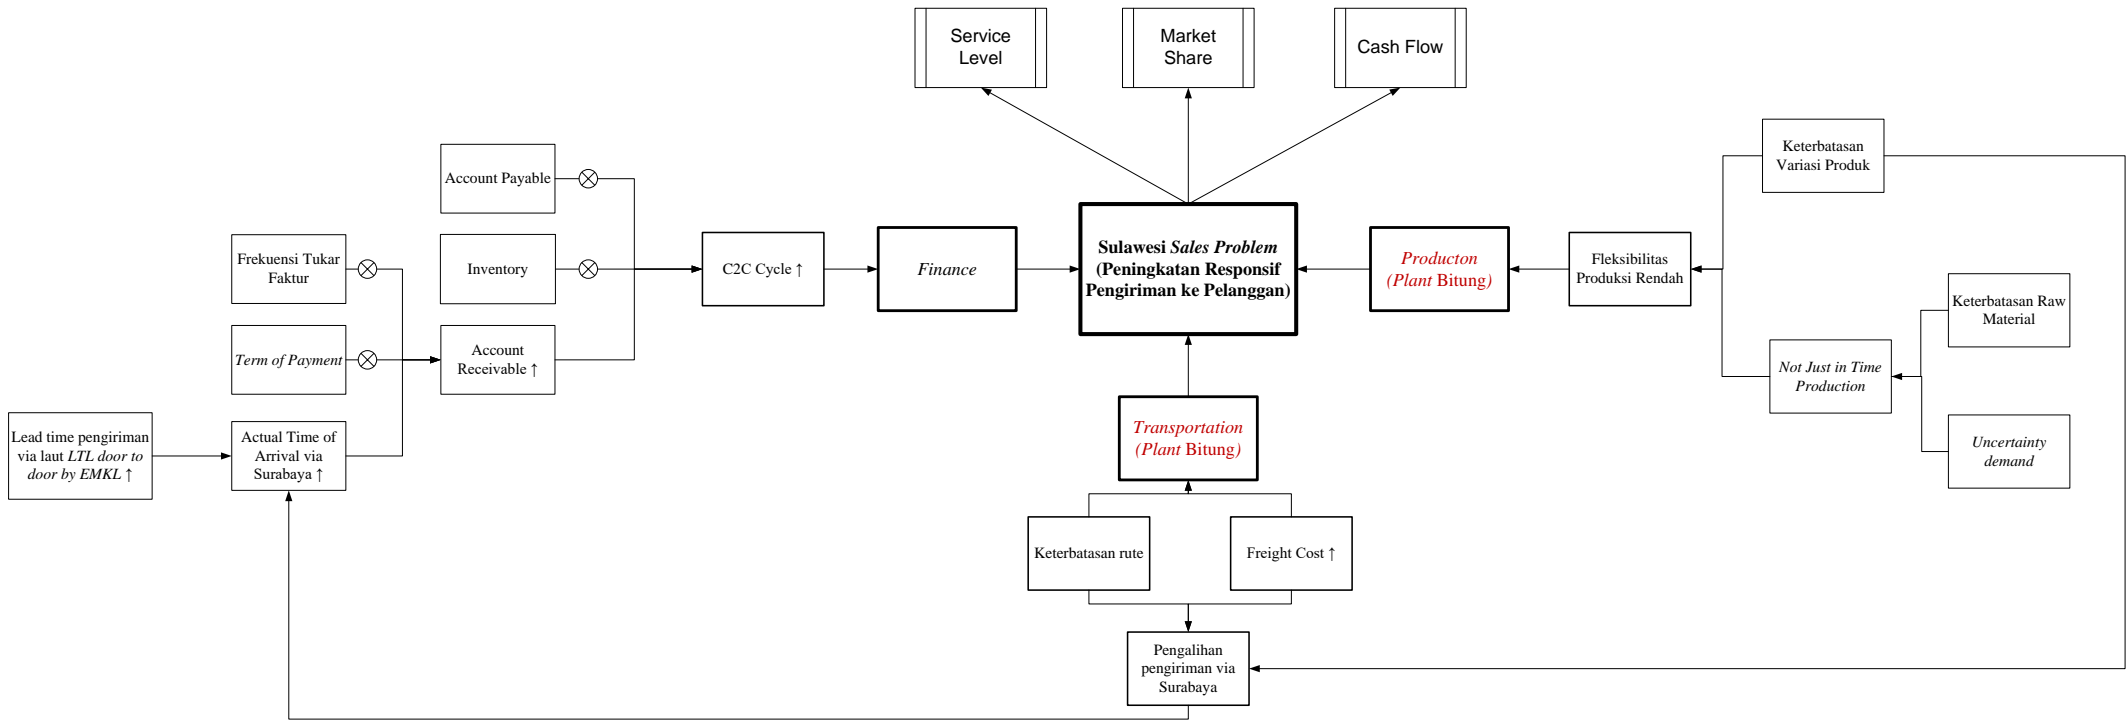 Service
Level
Market
Share
Cash Flow
Account Payable
Keterbatasan
Variasi Produk
Frekuensi Tukar
Faktur
Inventory
C2C Cycle ↑
Finance
Sulawesi Sales Problem
(Peningkatan Responsif
Pengiriman ke Pelanggan)
Producton
(Plant Bitung)
Fleksibilitas
Produksi Rendah
Keterbatasan Raw
Material
Term of Payment
Account
Receivable ↑
Not Just in Time
Production
Lead time pengiriman
via laut LTL door to
door by EMKL ↑
Actual Time of
Arrival via
Surabaya ↑
Transportation
(Plant Bitung)
Uncertainty
demand
Keterbatasan rute
Freight Cost ↑
Pengalihan
pengiriman via
Surabaya